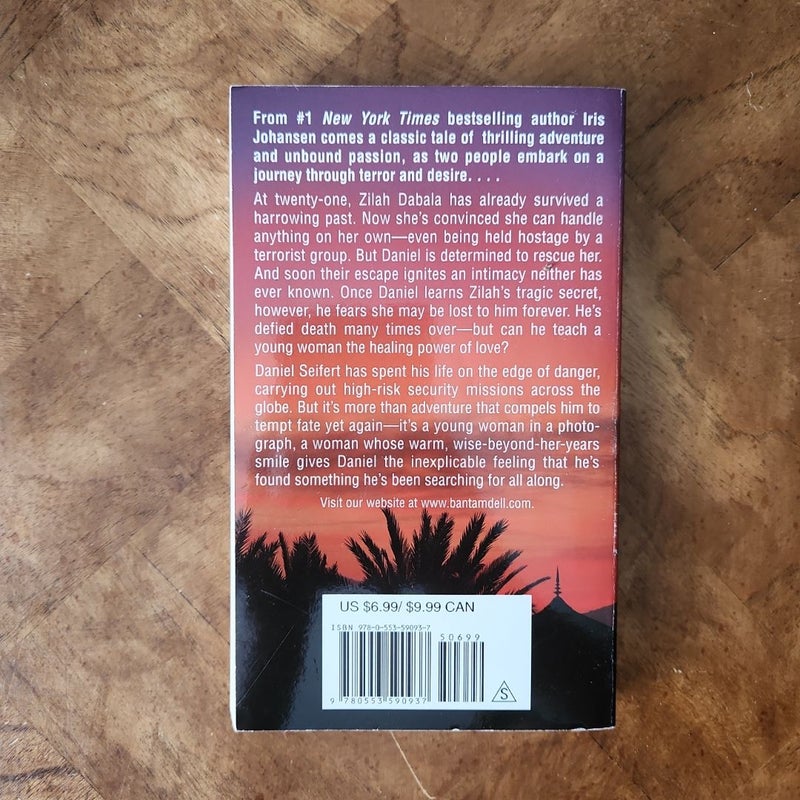 From #1 New York Times bestselling author Iris
Johansen comes a classic tale of thrilling adventure
and unbound passion, as two people embark on a
journey through terror and desire. . . .
At twenty-one, Zilah Dabala has already survived a
harrowing past. Now she's convinced she can handle
anything on her own—even being held hostage by a
terrorist group. But Daniel is determined to rescue her.
And soon their escape ignites an intimacy neither has
ever known. Once Daniel learns Zilah's tragic secret,
however, he fears she may be lost to him forever. He's
defied death many times over—but can he teach a
young woman the healing power of love?
Daniel Seifert has spent his life on the edge of danger,
carrying out high-risk security missions across the
globe. But it's more than adventure that compels him to
tempt fate yet again—it's a young woman in a photo-
graph, a woman whose warm, wise-beyond-her-years
smile gives Daniel the inexplicable feeling that he's
found something he's been searching for all along.
Visit our website at www.bantamdell.com.
US $6.99/ $9.99 CAN
ISBN 978-0-553-59093-7
50699
9 780553 590937
S